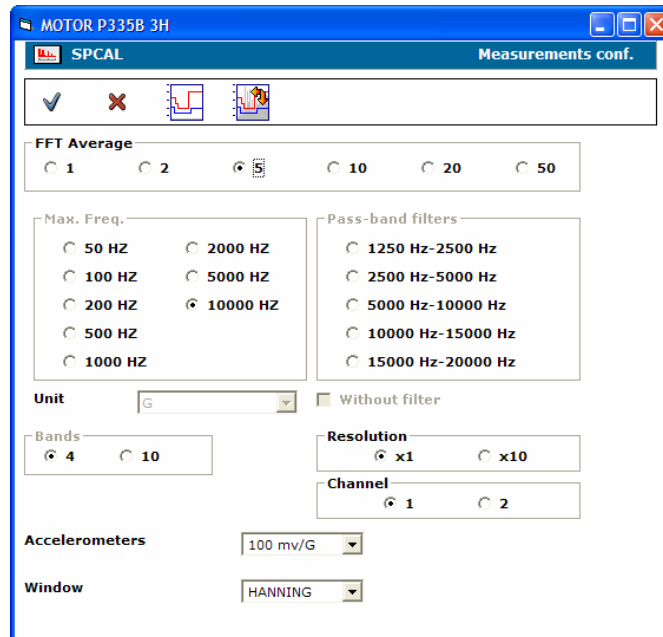 MOTOR P335B 3H
SPCAL Measurements conf.
FFT Average
1 2 5 10 20 50
Max. Freq. Pass-band filters
50 HZ 2000 HZ 1250 Hz-2500 Hz
100 HZ 5000 HZ 2500 Hz-5000 Hz
200 HZ 10000 HZ 5000 Hz-10000 Hz
500 HZ 10000 Hz-15000 Hz
1000 HZ 15000 Hz-20000 Hz
Unit G Without filter
Bands Resolution
4 10 x1 x10
Channel
1 2
Accelerometers 100 mv/G
Window HANNING